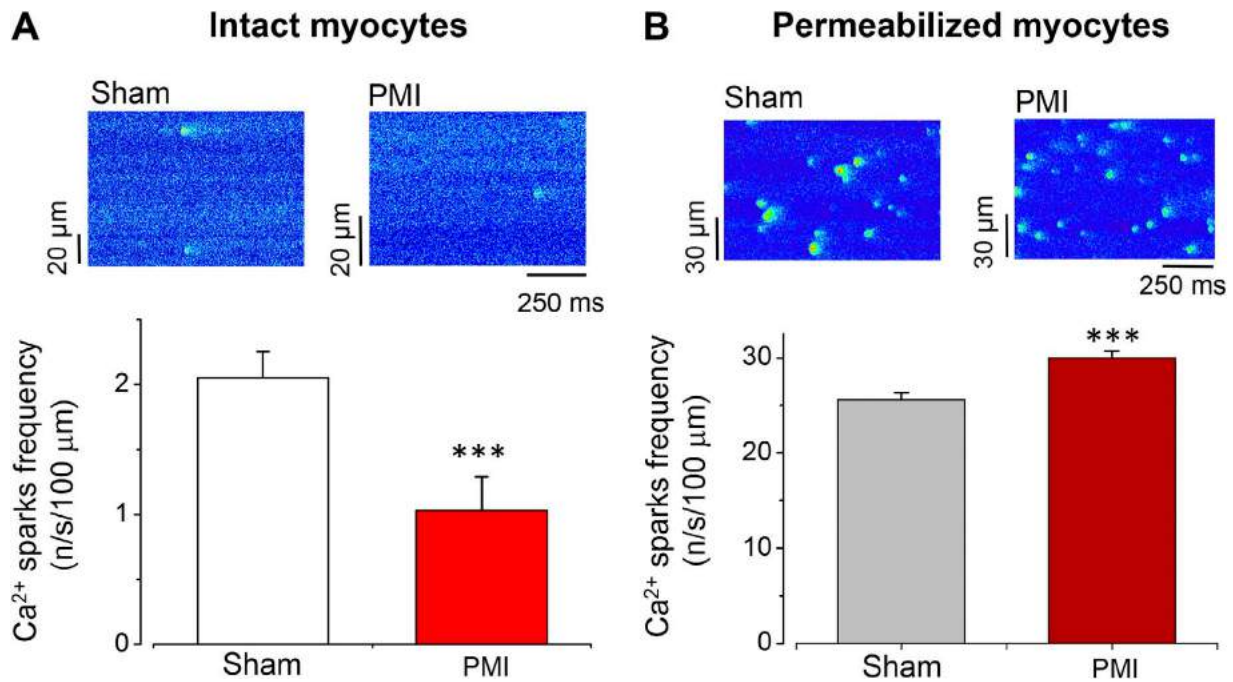 A Intact myocytes
Sham
PMI
20 µm
20 µm
250 ms
Ca²⁺ sparks frequency
(n/s/100 µm)
2
1
0
***
Sham
PMI
B Permeabilized myocytes
Sham
PMI
30 µm
30 µm
250 ms
Ca²⁺ sparks frequency
(n/s/100 µm)
30
20
10
0
***
Sham
PMI